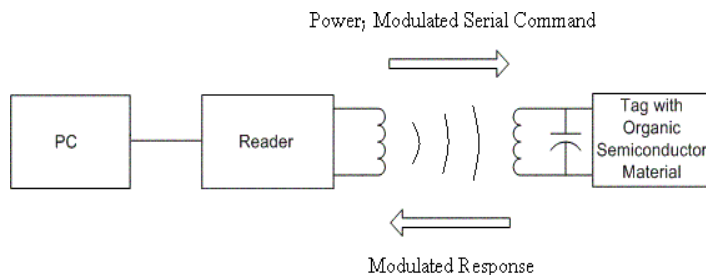 Power; Modulated Serial Command
PC
Reader
Tag with
Organic
Semiconductor
Material
Modulated Response